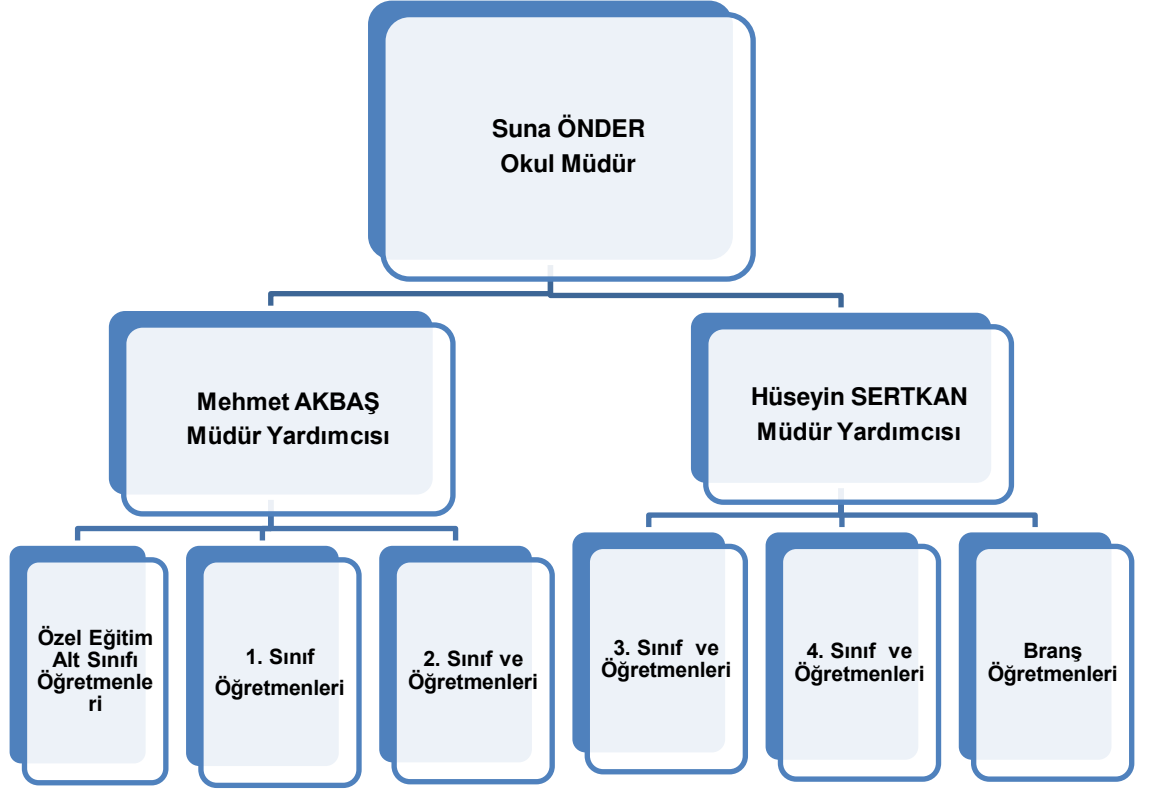 Suna ÖNDER
Okul Müdür
Mehmet AKBAŞ
Müdür Yardımcısı
Hüseyin SERTKAN
Müdür Yardımcısı
Özel Eğitim
Alt Sınıfı
Öğretmenle
ri
1. Sınıf
Öğretmenleri
2. Sınıf ve
Öğretmenleri
3. Sınıf ve
Öğretmenleri
4. Sınıf ve
Öğretmenleri
Branş
Öğretmenleri